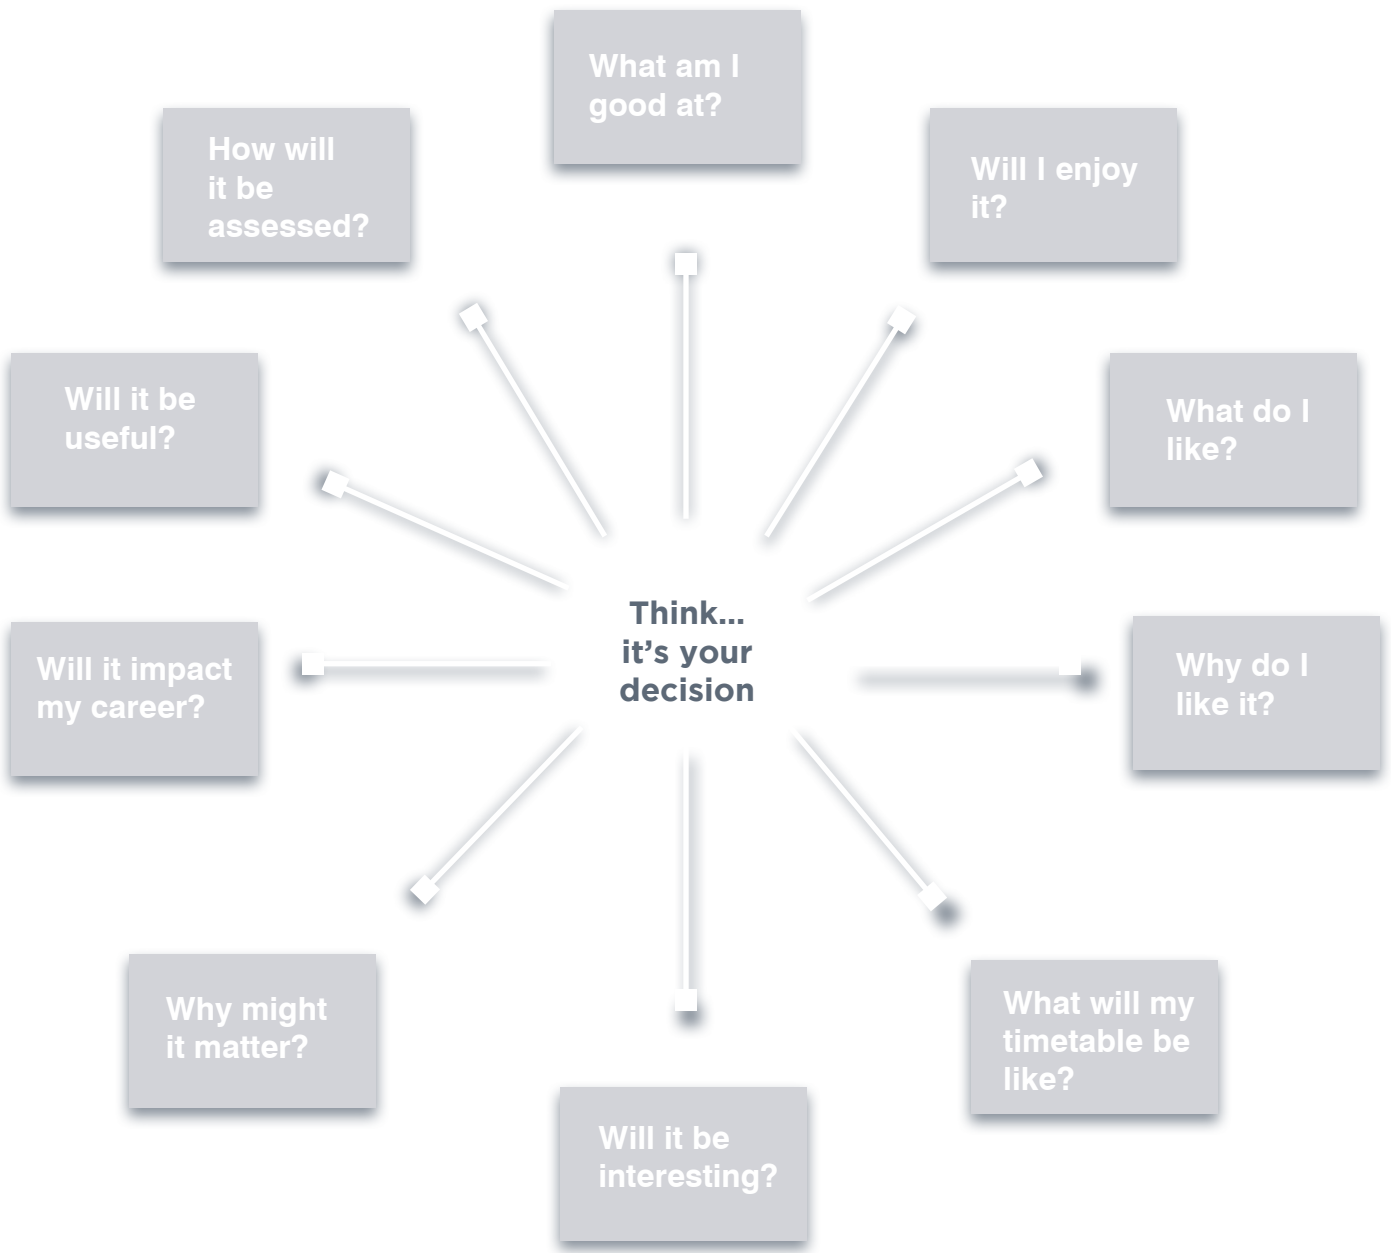 What am I
good at?
How will
it be
assessed?
Will I enjoy
it?
Will it be
useful?
What do I
like?
Think...
it’s your
decision
Will it impact
my career?
Why do I
like it?
Why might
it matter?
What will my
timetable be
like?
Will it be
interesting?